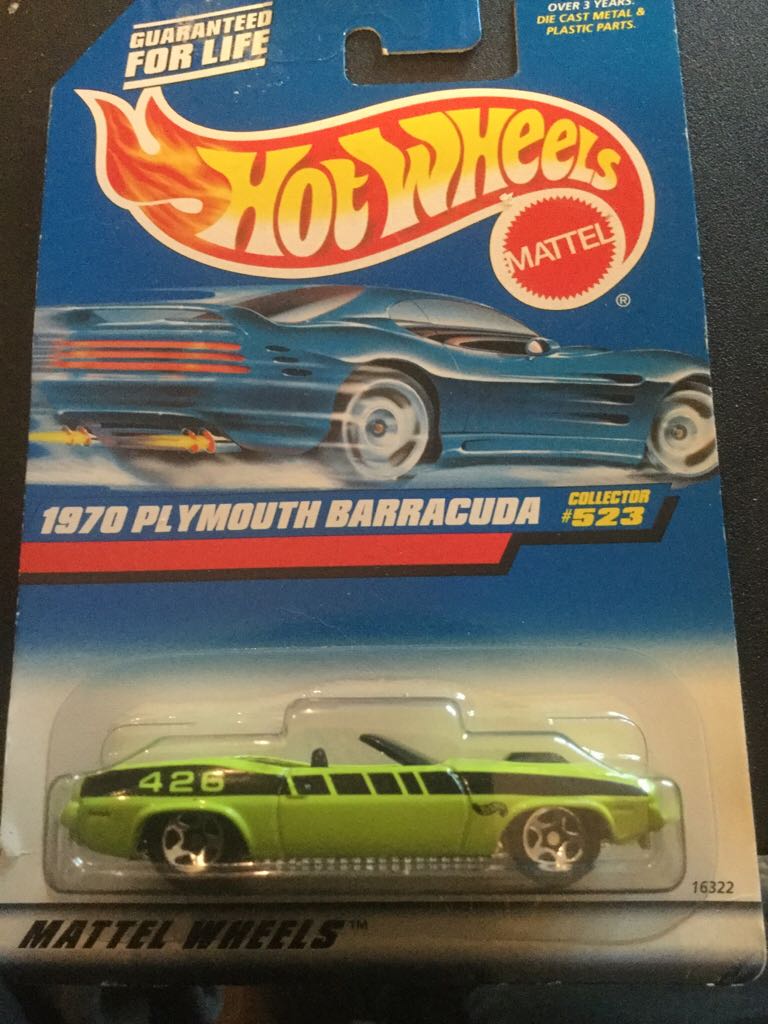 GUARANTEED
FOR LIFE
OVER 3 YEARS.
DIE CAST METAL &
PLASTIC PARTS.
HOT WHEELS
MATTEL
®
1970 PLYMOUTH BARRACUDA
COLLECTOR
#523
426
16322
MATTEL WHEELS™